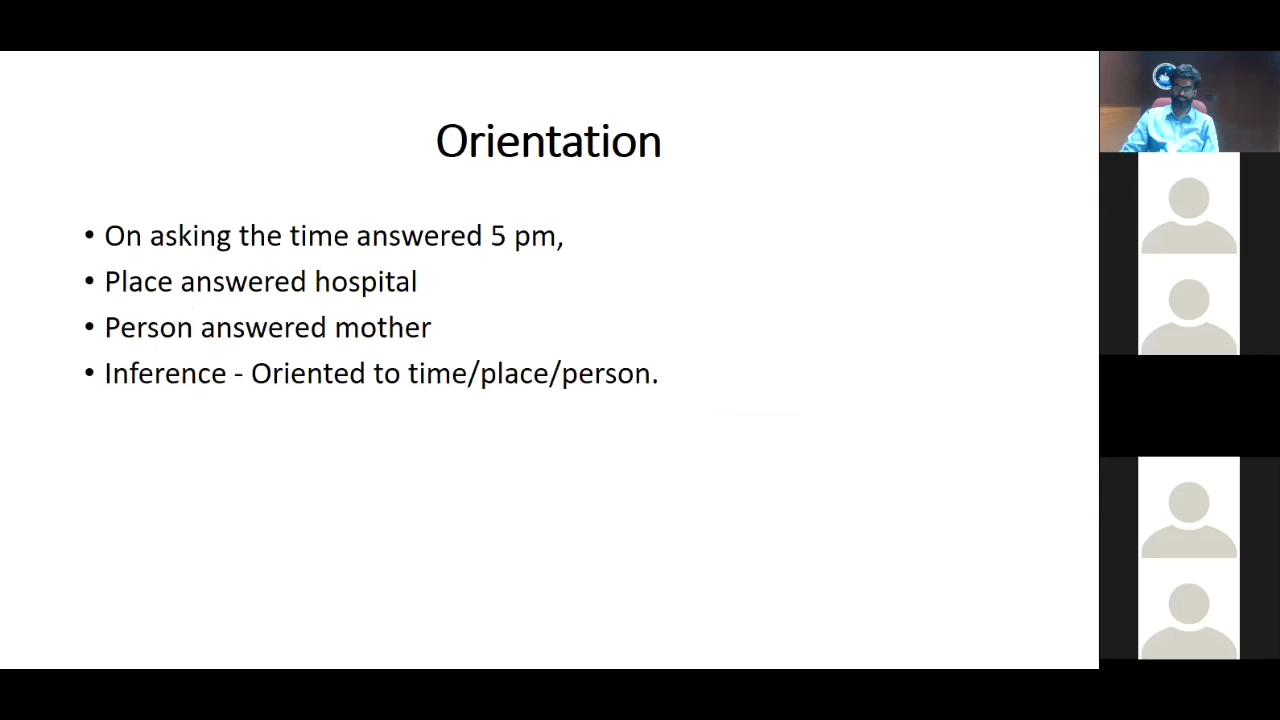 Orientation
• On asking the time answered 5 pm,
• Place answered hospital
• Person answered mother
• Inference - Oriented to time/place/person.